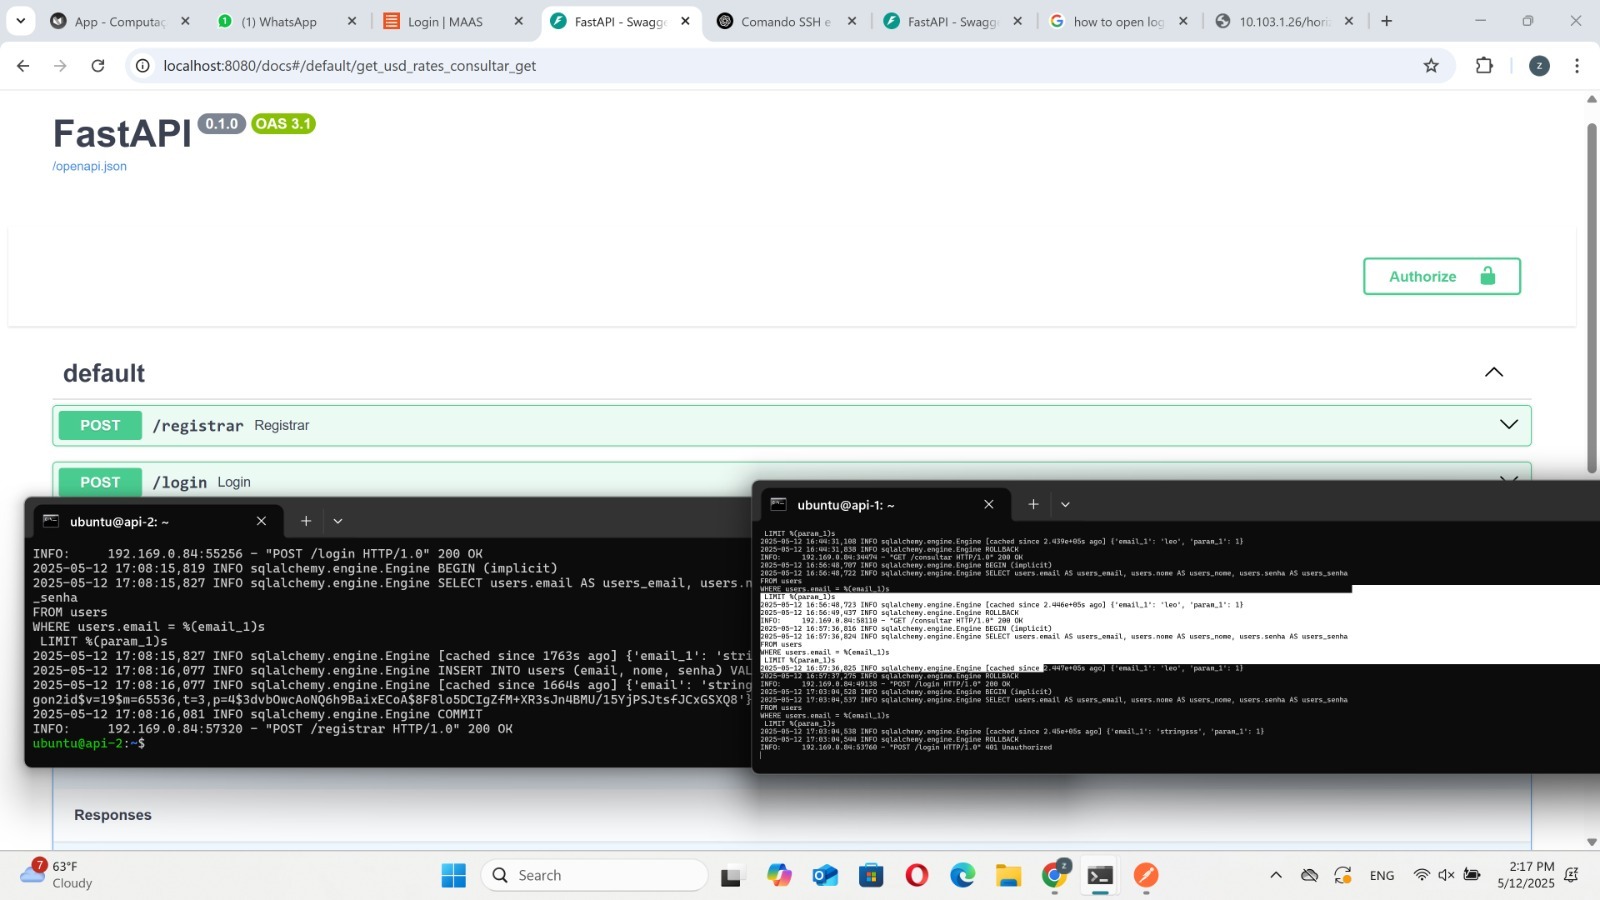 App - Computaç
(1) WhatsApp
Login | MAAS
FastAPI - Swagge
Comando SSH e
FastAPI - Swagge
how to open log
10.103.1.26/horiz
localhost:8080/docs#/default/get_usd_rates_consultar_get
z
FastAPI 0.1.0 OAS 3.1
/openapi.json
Authorize
default
POST /registrar Registrar
POST /login Login
ubuntu@api-2: ~
INFO:     192.169.0.84:55256 - "POST /login HTTP/1.0" 200 OK
2025-05-12 17:08:15,819 INFO sqlalchemy.engine.Engine BEGIN (implicit)
2025-05-12 17:08:15,827 INFO sqlalchemy.engine.Engine SELECT users.email AS users_email, users.n
_senha
FROM users
WHERE users.email = %(email_1)s
 LIMIT %(param_1)s
2025-05-12 17:08:15,827 INFO sqlalchemy.engine.Engine [cached since 1763s ago] {'email_1': 'stri
2025-05-12 17:08:16,077 INFO sqlalchemy.engine.Engine INSERT INTO users (email, nome, senha) VAL
2025-05-12 17:08:16,077 INFO sqlalchemy.engine.Engine [cached since 1664s ago] {'email': 'string
gon2id$v=19$m=65536,t=3,p=4$3dvbOwcAoNQ6h9BaixECoA$8F8lo5DCIgZfM+XR3sJn4BMU/15YjPSJtsfJCxGSXQ8'}
2025-05-12 17:08:16,081 INFO sqlalchemy.engine.Engine COMMIT
INFO:     192.169.0.84:57320 - "POST /registrar HTTP/1.0" 200 OK
ubuntu@api-2:~$
ubuntu@api-1: ~
 LIMIT %(param_1)s
2025-05-12 16:44:31,108 INFO sqlalchemy.engine.Engine [cached since 2.439e+05s ago] {'email_1': 'leo', 'param_1': 1}
2025-05-12 16:44:31,838 INFO sqlalchemy.engine.Engine ROLLBACK
INFO:     192.169.0.84:34474 - "GET /consultar HTTP/1.0" 200 OK
2025-05-12 16:56:48,707 INFO sqlalchemy.engine.Engine BEGIN (implicit)
2025-05-12 16:56:48,722 INFO sqlalchemy.engine.Engine SELECT users.email AS users_email, users.nome AS users_nome, users.senha AS users_senha
FROM users
WHERE users.email = %(email_1)s
 LIMIT %(param_1)s
2025-05-12 16:56:48,723 INFO sqlalchemy.engine.Engine [cached since 2.446e+05s ago] {'email_1': 'leo', 'param_1': 1}
2025-05-12 16:56:49,437 INFO sqlalchemy.engine.Engine ROLLBACK
INFO:     192.169.0.84:58110 - "GET /consultar HTTP/1.0" 200 OK
2025-05-12 16:57:36,816 INFO sqlalchemy.engine.Engine BEGIN (implicit)
2025-05-12 16:57:36,824 INFO sqlalchemy.engine.Engine SELECT users.email AS users_email, users.nome AS users_nome, users.senha AS users_senha
FROM users
WHERE users.email = %(email_1)s
 LIMIT %(param_1)s
2025-05-12 16:57:36,825 INFO sqlalchemy.engine.Engine [cached since 2.447e+05s ago] {'email_1': 'leo', 'param_1': 1}
2025-05-12 16:57:37,275 INFO sqlalchemy.engine.Engine ROLLBACK
INFO:     192.169.0.84:49138 - "POST /login HTTP/1.0" 200 OK
2025-05-12 17:03:04,528 INFO sqlalchemy.engine.Engine BEGIN (implicit)
2025-05-12 17:03:04,537 INFO sqlalchemy.engine.Engine SELECT users.email AS users_email, users.nome AS users_nome, users.senha AS users_senha
FROM users
WHERE users.email = %(email_1)s
 LIMIT %(param_1)s
2025-05-12 17:03:04,538 INFO sqlalchemy.engine.Engine [cached since 2.45e+05s ago] {'email_1': 'stringsss', 'param_1': 1}
2025-05-12 17:03:04,544 INFO sqlalchemy.engine.Engine ROLLBACK
INFO:     192.169.0.84:53760 - "POST /login HTTP/1.0" 401 Unauthorized
Responses
7
63°F
Cloudy
Search
z
ENG
2:17 PM
5/12/2025